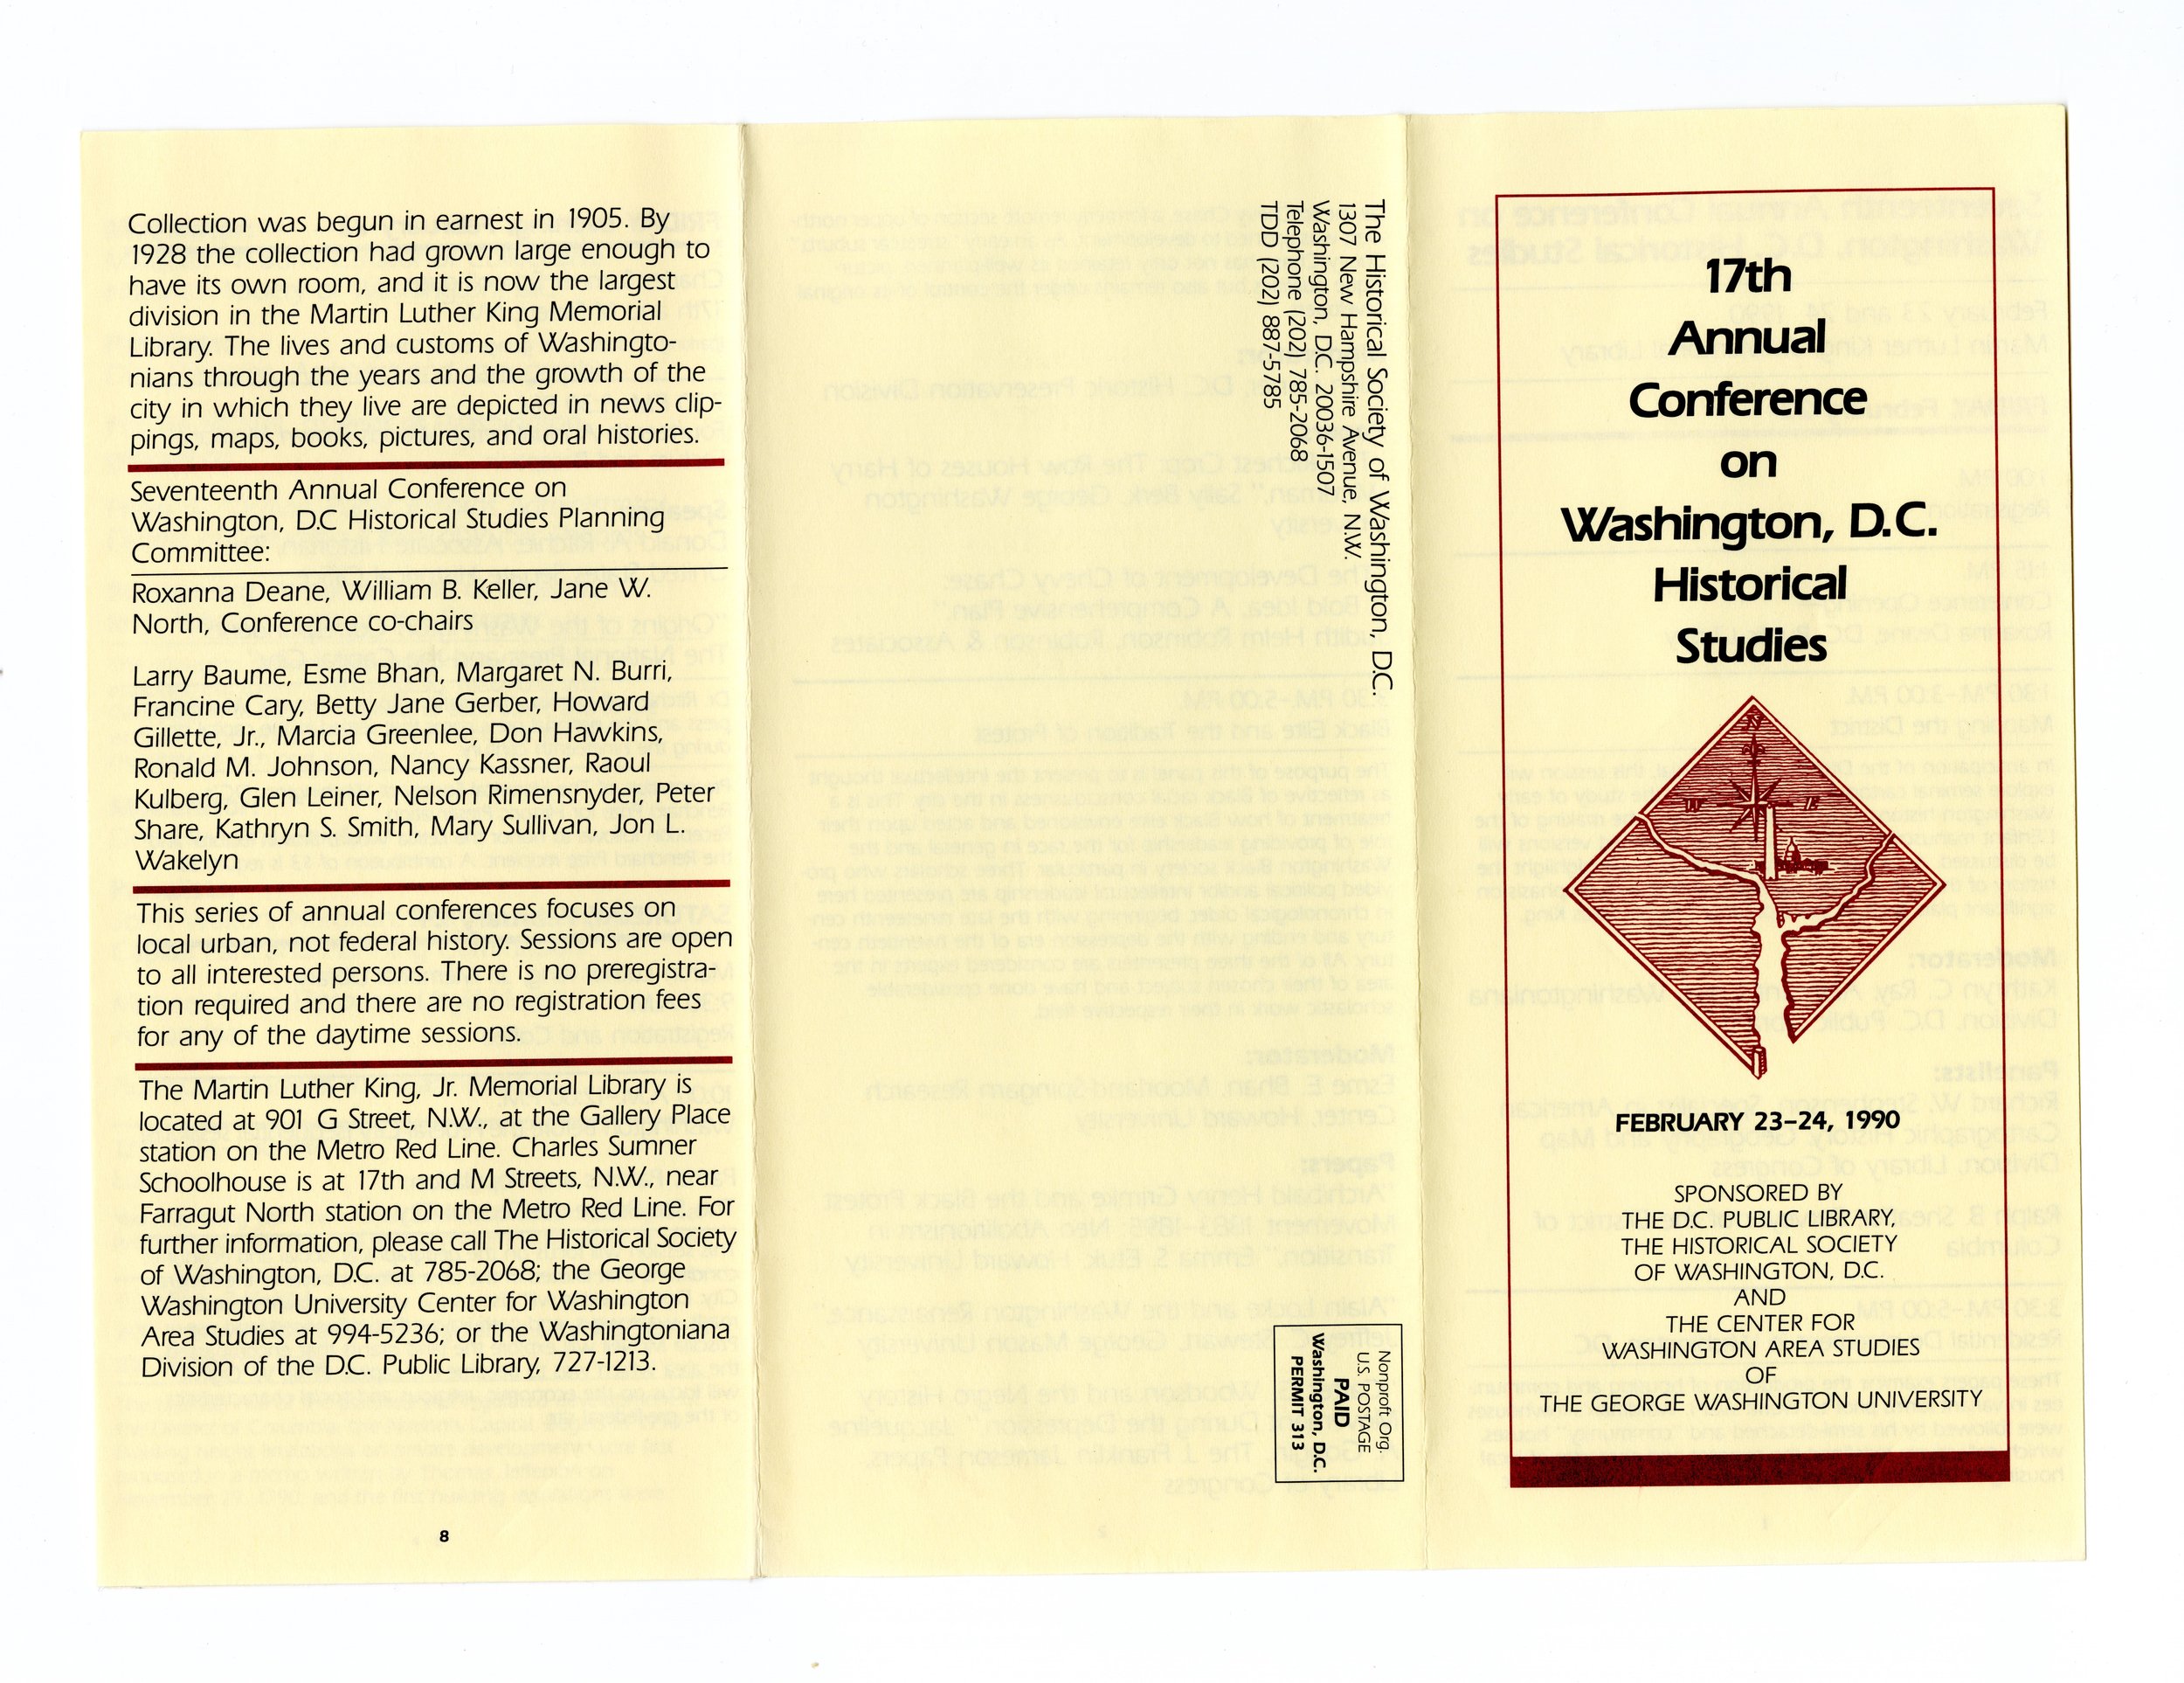 Collection was begun in earnest in 1905. By
1928 the collection had grown large enough to
have its own room, and it is now the largest
division in the Martin Luther King Memorial
Library. The lives and customs of Washingto-
nians through the years and the growth of the
city in which they live are depicted in news clip-
pings, maps, books, pictures, and oral histories.
Seventeenth Annual Conference on
Washington, D.C Historical Studies Planning
Committee:
Roxanna Deane, William B. Keller, Jane W.
North, Conference co-chairs
Larry Baume, Esme Bhan, Margaret N. Burri,
Francine Cary, Betty Jane Gerber, Howard
Gillette, Jr., Marcia Greenlee, Don Hawkins,
Ronald M. Johnson, Nancy Kassner, Raoul
Kulberg, Glen Leiner, Nelson Rimensnyder, Peter
Share, Kathryn S. Smith, Mary Sullivan, Jon L.
Wakelyn
This series of annual conferences focuses on
local urban, not federal history. Sessions are open
to all interested persons. There is no preregistra-
tion required and there are no registration fees
for any of the daytime sessions.
The Martin Luther King, Jr. Memorial Library is
located at 901 G Street, N.W., at the Gallery Place
station on the Metro Red Line. Charles Sumner
Schoolhouse is at 17th and M Streets, N.W., near
Farragut North station on the Metro Red Line. For
further information, please call The Historical Society
of Washington, D.C. at 785-2068; the George
Washington University Center for Washington
Area Studies at 994-5236; or the Washingtoniana
Division of the D.C. Public Library, 727-1213.
8
The Historical Society of Washington, D.C.
1307 New Hampshire Avenue, N.W.
Washington, D.C. 20036-1507
Telephone (202) 785-2068
TDD (202) 887-5785
Nonprofit Org.
U.S. POSTAGE
PAID
Washington, D.C.
PERMIT 313
17th
Annual
Conference
on
Washington, D.C.
Historical
Studies
N
W E
FEBRUARY 23-24, 1990
SPONSORED BY
THE D.C. PUBLIC LIBRARY,
THE HISTORICAL SOCIETY
OF WASHINGTON, D.C.
AND
THE CENTER FOR
WASHINGTON AREA STUDIES
OF
THE GEORGE WASHINGTON UNIVERSITY